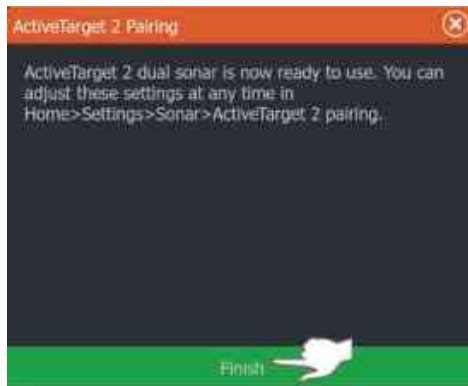 ActiveTarget 2 Pairing
ActiveTarget 2 dual sonar is now ready to use. You can
adjust these settings at any time in
Home>Settings>Sonar>ActiveTarget 2 pairing.
Finish